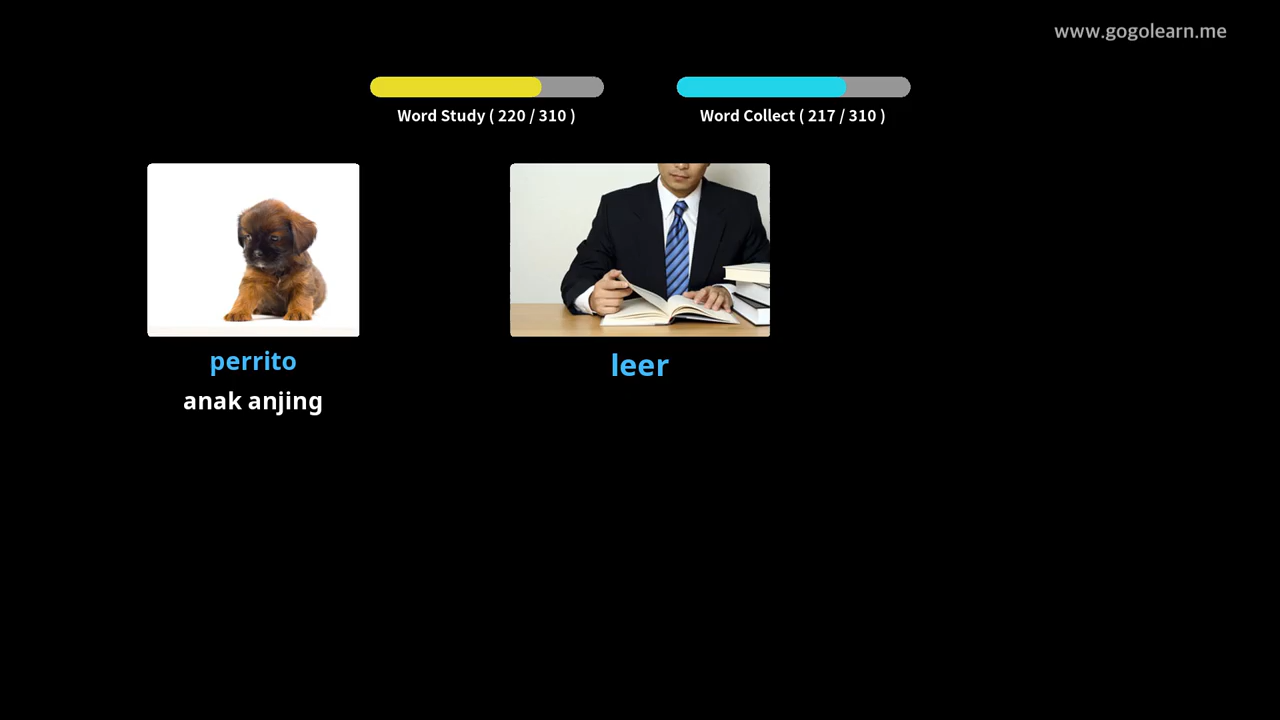 www.gogolearn.me
Word Study ( 220 / 310 )
Word Collect ( 217 / 310 )
perrito
anak anjing
leer